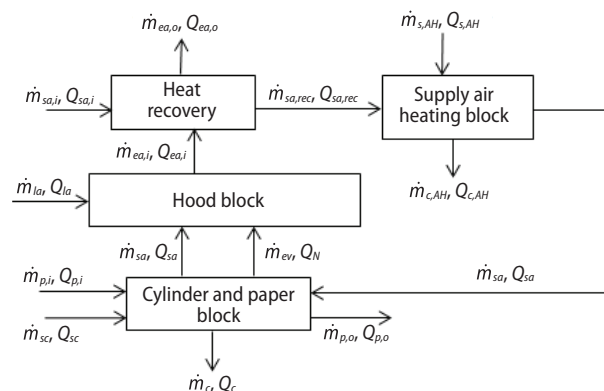 ṁea,o, Qea,o
ṁs,AH, Qs,AH
ṁsa,i, Qsa,i
Heat
recovery
ṁsa,rec, Qsa,rec
Supply air
heating block
ṁea,i, Qea,i
ṁc,AH, Qc,AH
ṁla, Qla
Hood block
ṁsa, Qsa
ṁev, QN
ṁp,i, Qp,i
Cylinder and paper
block
ṁsa, Qsa
ṁsc, Qsc
ṁp,o, Qp,o
ṁc, Qc